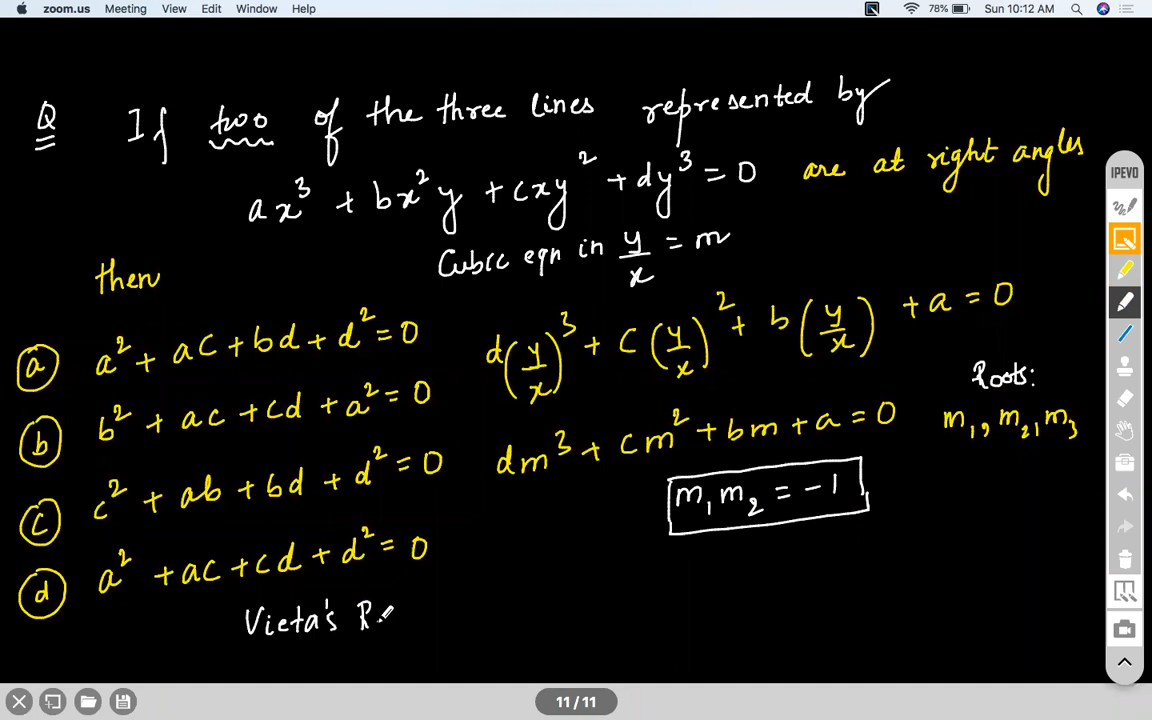 zoom.us Meeting View Edit Window Help 78% Sun 10:12 AM
Q If two of the three lines represented by
ax³ + bx²y + cxy² + dy³ = 0 are at right angles
Cubic eqn in y/x = m
then
(a) a² + ac + bd + d² = 0
d(y/x)³ + c(y/x)² + b(y/x) + a = 0
(b) b² + ac + cd + a² = 0
Roots:
dm³ + cm² + bm + a = 0 m₁, m₂, m₃
(c) c² + ab + bd + d² = 0
m₁m₂ = -1
(d) a² + ac + cd + d² = 0
Vieta's R
IPEVO
11/11